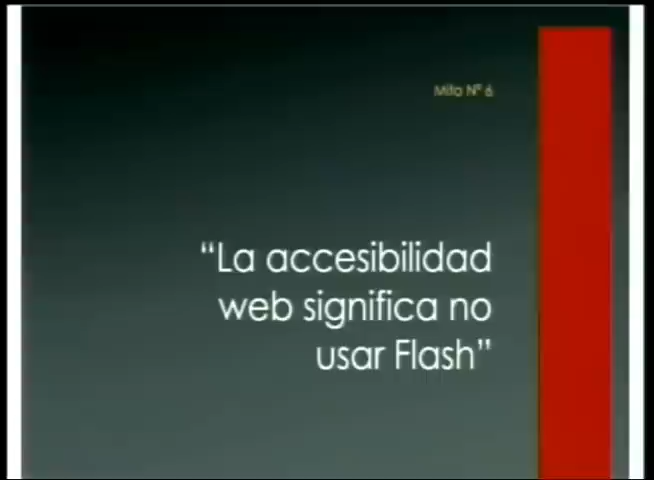 Mito Nº 6
“La accesibilidad
web significa no
usar Flash”